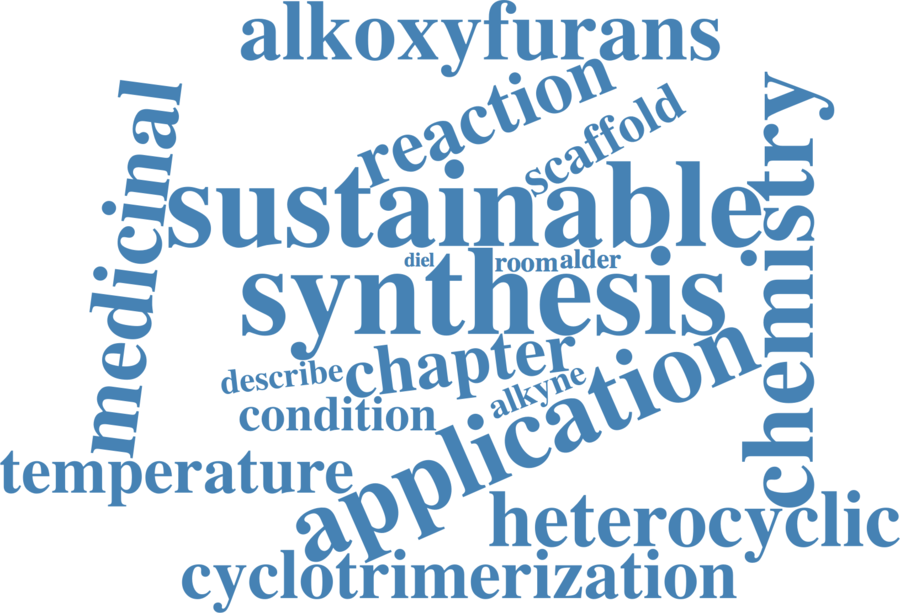 alkoxyfurans
reaction
scaffold
medicinal
sustainable
chemistry
diel
room
alder
synthesis
describe
chapter
alkyne
condition
application
temperature
heterocyclic
cyclotrimerization